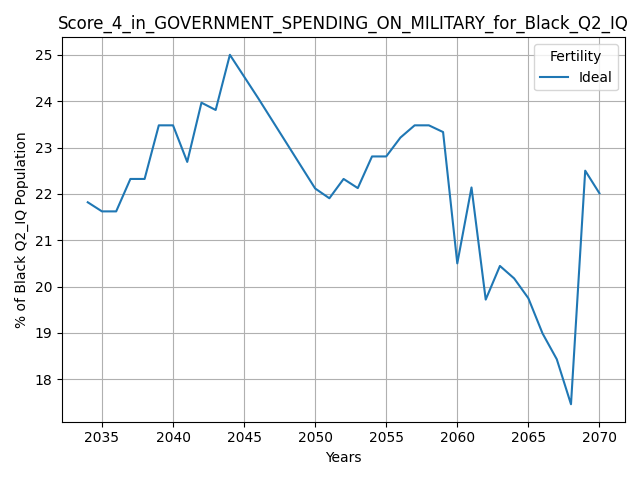 Score_4_in_GOVERNMENT_SPENDING_ON_MILITARY_for_Black_Q2_IQ
Fertility
Ideal
25
24
23
22
21
20
19
18
% of Black Q2_IQ Population
2035 2040 2045 2050 2055 2060 2065 2070
Years